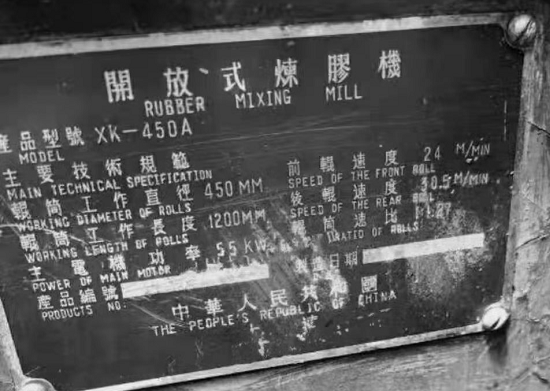 開放式煉膠機
RUBBER MIXING MILL
產品型號 XK-450A
MODEL
主要技術規範
MAIN TECHNICAL SPECIFICATION
輥筒工作直徑 450MM
WORKING DIAMETER OF ROLLS
輥筒工作長度 1200MM
WORKING LENGTH OF ROLLS
主電機功率 55KW
POWER OF MAIN MOTOR
產品編號
PRODUCTS NO:
前輥速度 24 M/MIN
SPEED OF THE FRONT ROLL
後輥速度 30.5 M/MIN
SPEED OF THE REAR ROLL
輥筒速比
RATIO OF ROLLS
日期
中華人民共和國
THE PEOPLE'S REPUBLIC OF CHINA